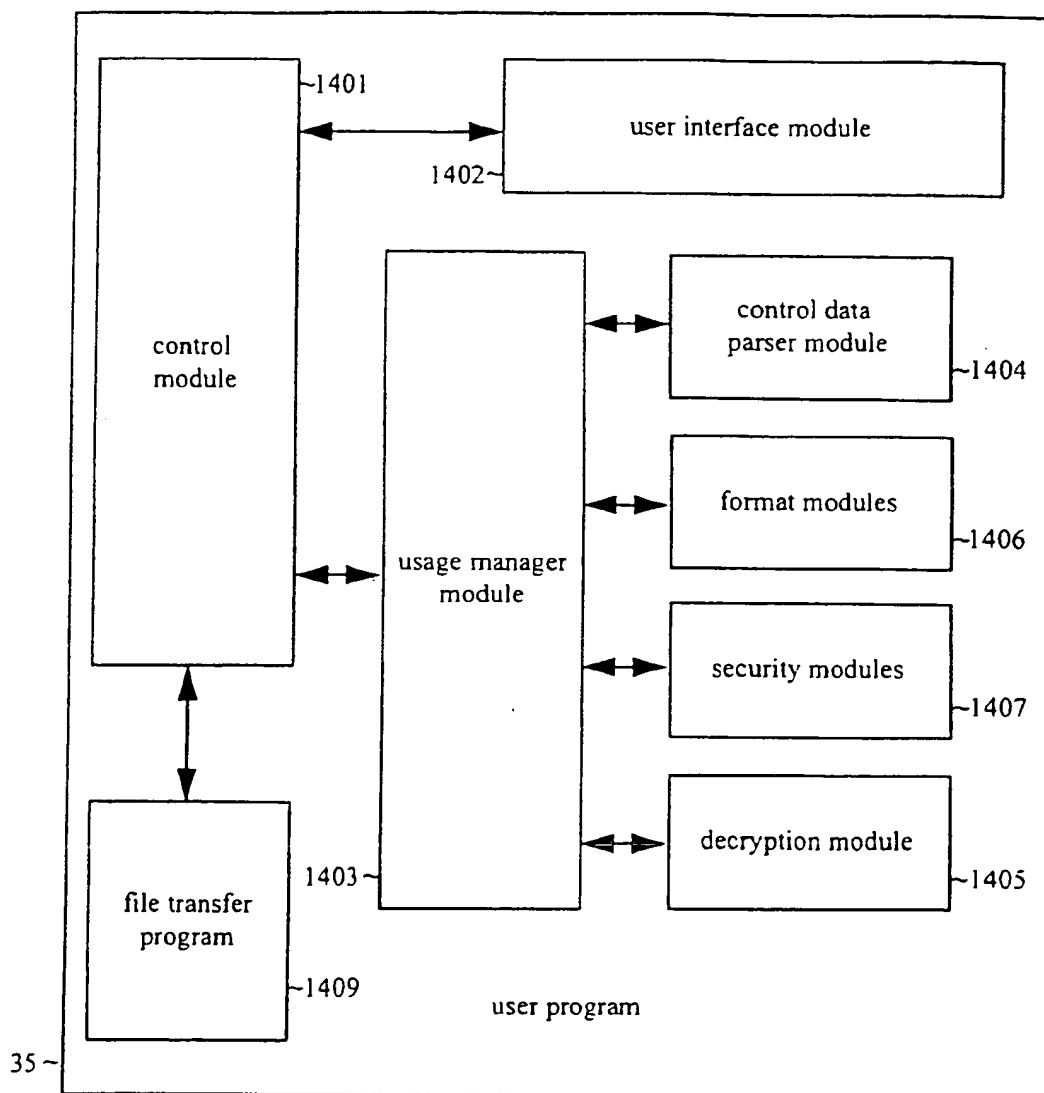 1401
user interface module
1402
control
module
control data
parser module
1404
format modules
1406
usage manager
module
security modules
1407
decryption module
1405
1403
file transfer
program
1409
user program
35